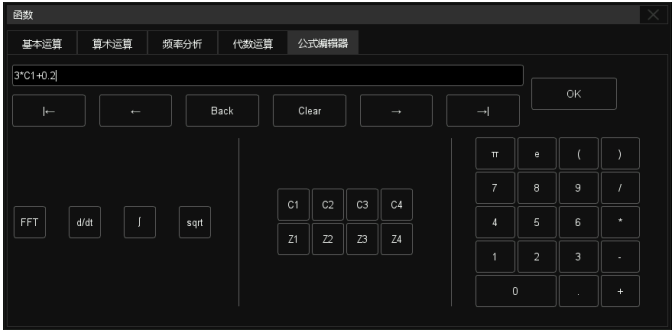 函数
基本运算 算术运算 频率分析 代数运算 公式编辑器
3*C1+0.2
OK
|← ← Back Clear → →|
π e ( )
7 8 9 /
C1 C2 C3 C4
FFT d/dt ∫ sqrt
4 5 6 *
Z1 Z2 Z3 Z4
1 2 3 -
0 . +